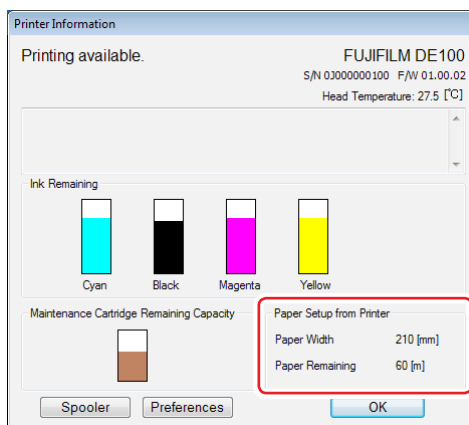 Printer Information
Printing available.
FUJIFILM DE100
S/N 0J000000100 F/W 01.00.02
Head Temperature: 27.5 [°C]
Ink Remaining
Cyan Black Magenta Yellow
Maintenance Cartridge Remaining Capacity
Paper Setup from Printer
Paper Width 210 [mm]
Paper Remaining 60 [m]
Spooler Preferences OK